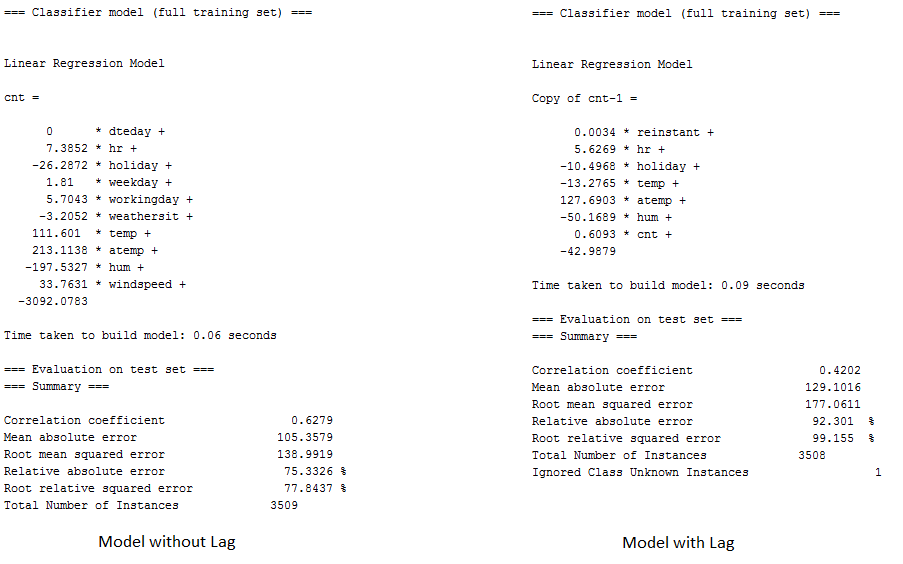 === Classifier model (full training set) ===
Linear Regression Model
cnt =
0 * dteday +
7.3852 * hr +
-26.2872 * holiday +
1.81 * weekday +
5.7043 * workingday +
-3.2052 * weathersit +
111.601 * temp +
213.1138 * atemp +
-197.5327 * hum +
33.7631 * windspeed +
-3092.0783
Time taken to build model: 0.06 seconds
=== Evaluation on test set ===
=== Summary ===
Correlation coefficient 0.6279
Mean absolute error 105.3579
Root mean squared error 138.9919
Relative absolute error 75.3326 %
Root relative squared error 77.8437 %
Total Number of Instances 3509
Model without Lag
=== Classifier model (full training set) ===
Linear Regression Model
Copy of cnt-1 =
0.0034 * reinstant +
5.6269 * hr +
-10.4968 * holiday +
-13.2765 * temp +
127.6903 * atemp +
-50.1689 * hum +
0.6093 * cnt +
-42.9879
Time taken to build model: 0.09 seconds
=== Evaluation on test set ===
=== Summary ===
Correlation coefficient 0.4202
Mean absolute error 129.1016
Root mean squared error 177.0611
Relative absolute error 92.301 %
Root relative squared error 99.155 %
Total Number of Instances 3508
Ignored Class Unknown Instances 1
Model with Lag